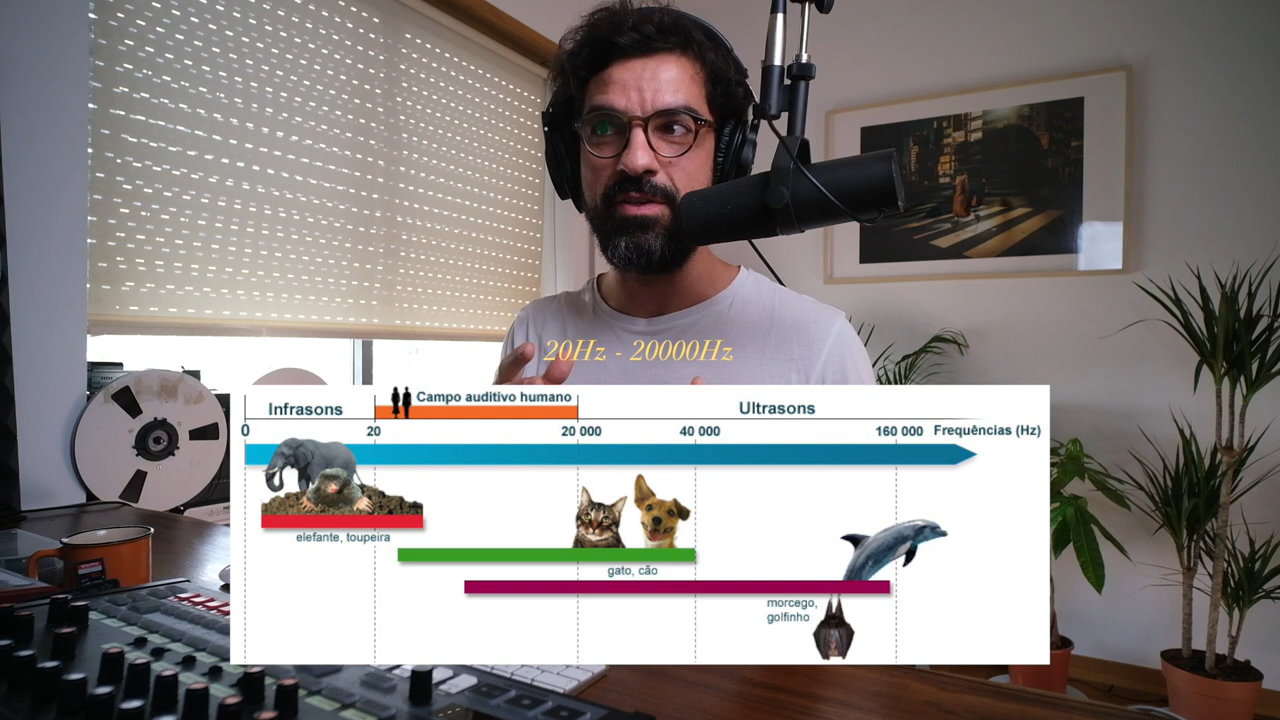 20Hz - 20000Hz
Infrasons
Campo auditivo humano
Ultrasons
0 20 20 000 40 000 160 000 Frequências (Hz)
elefante, toupeira
gato, cão
morcego,
golfinho
gato